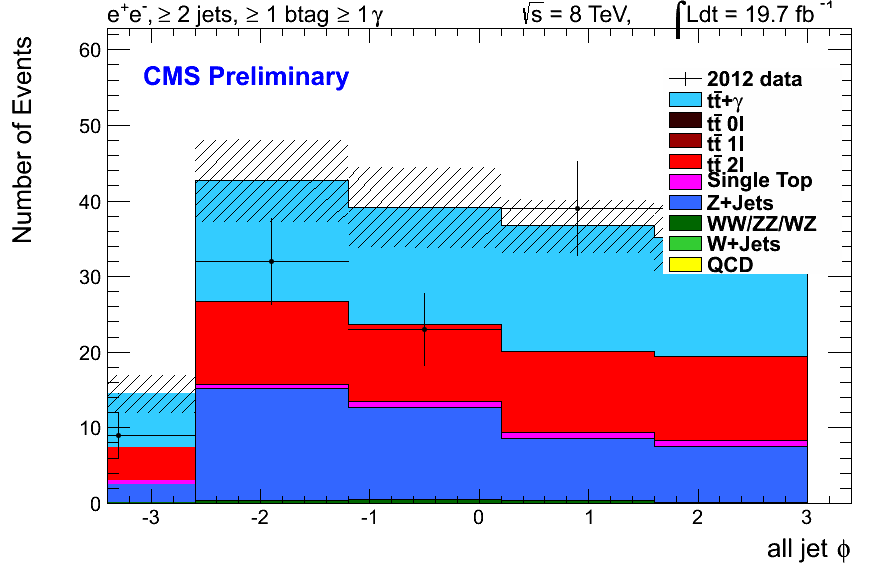 e⁺e⁻, ≥ 2 jets, ≥ 1 btag ≥ 1 γ √s = 8 TeV, ∫Ldt = 19.7 fb⁻¹
CMS Preliminary
Number of Events
60
50
40
30
20
10
0
2012 data
tt̄+γ
tt̄ 0l
tt̄ 1l
tt̄ 2l
Single Top
Z+Jets
WW/ZZ/WZ
W+Jets
QCD
-3 -2 -1 0 1 2 3
all jet ϕ